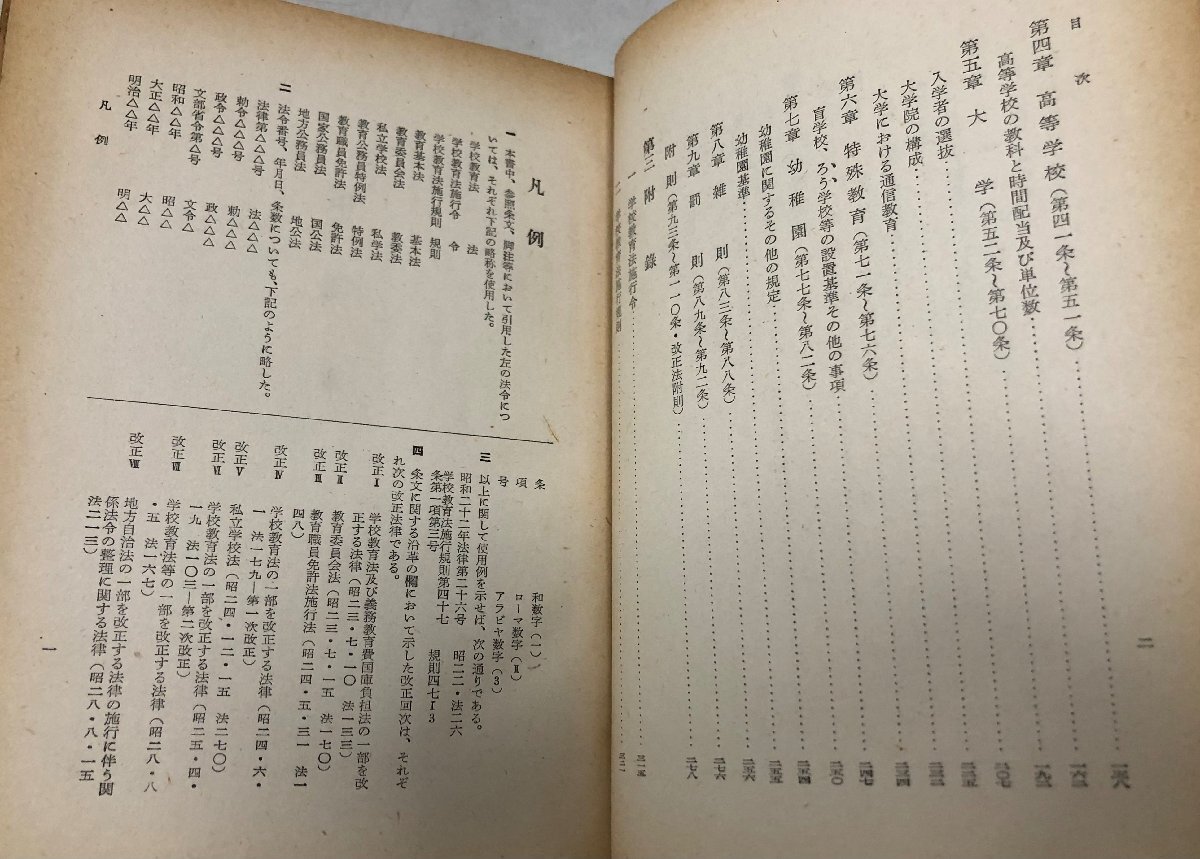 目次
第四章 高等学校(第四一条～第五一条)
高等学校の教科と時間配当及び単位数
第五章 大学(第五二条～第七〇条)
入学者の選抜
大学院の構成
大学における通信教育
第六章 特殊教育(第七一条～第七六条)
盲学校、ろう学校等の設置基準その他の事項
第七章 幼稚園(第七七条～第八二条)
幼稚園に関するその他の規定
幼稚園基準
第八章 雑則(第八三条～第八八条) 二七六
第九章 罰則(第八九条～第九二条) 二七八
附則(第九三条～第一一〇条・改正法附則)
第三 附錄
一 学校教育法施行令 三一五
二 学校教育法施行規則
二
凡例
一 本書中、参照条文、脚注等において引用した左の法令につ
いては、それぞれ下記の略称を使用した。
学校教育法 法
学校教育法施行令 令
学校教育法施行規則 規則
教育基本法 基本法
教育委員会法 教委法
私立学校法 私学法
教育公務員特例法 特例法
教育職員免許法 免許法
国家公務員法 国公法
地方公務員法 地公法
二 法令番号、年月日、条数についても、下記のように略した。
法律第△△△号 法△△△
勅令△△△号 勅△△△
政令△△△号 政△△△
文部省令第△号 文令△
昭和△△年 昭△△
大正△△年 大△△
明治△△年 明△△
条 和数字(一)
項 ローマ数字(Ⅱ)
号 アラビヤ数字(3)
三 以上に関して使用例を示せば、次の通りである。
昭和二十二年法律第二十六号 昭二二・法二六
学校教育法施行規則第四十七
条第一項第三号 規則四七Ⅰ3
四 条文に関する沿革の欄において示した改正回次は、それぞ
れ次の改正法律である。
改正Ⅰ 学校教育法及び義務教育費国庫負担法の一部を改
正する法律(昭二三・七・一〇 法一三三)
改正Ⅱ 教育委員会法(昭二三・七・一五 法一七〇)
改正Ⅲ 教育職員免許法施行法(昭二四・五・三一 法一
四八)
改正Ⅳ 学校教育法の一部を改正する法律(昭二四・六・
一 法一七九―第一次改正)
改正Ⅴ 私立学校法(昭二四・一二・一五 法二七〇)
改正Ⅵ 学校教育法の一部を改正する法律(昭二五・四・
一九 法一〇三―第二次改正)
改正Ⅶ 学校教育法等の一部を改正する法律(昭二八・八
・五 法一六七)
改正Ⅷ 地方自治法の一部を改正する法律の施行に伴う関
係法令の整理に関する法律(昭二八・八・一五
法二一三)
凡例
一